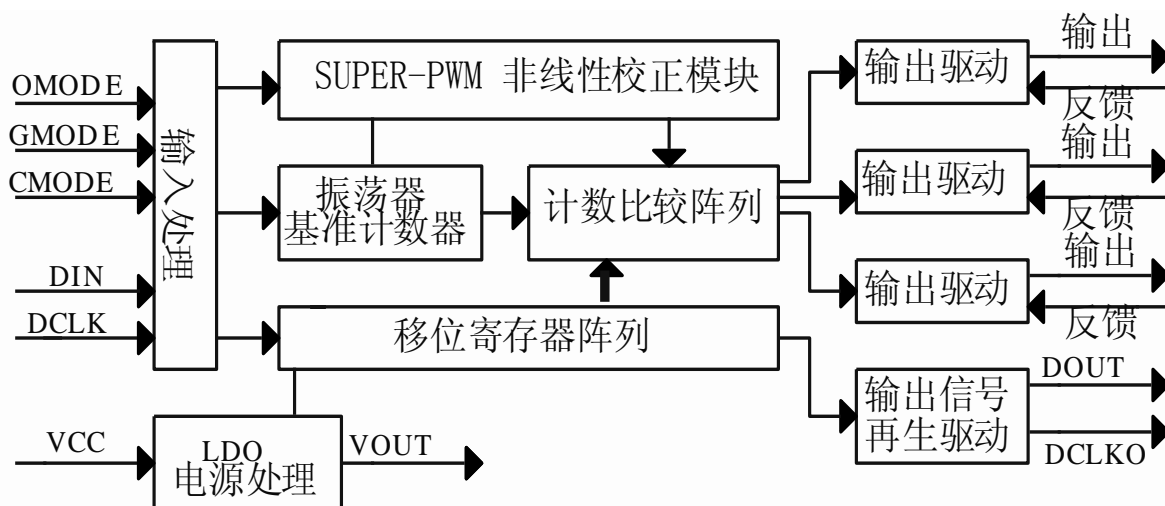 OMODE
GMODE
CMODE
DIN
DCLK
VCC
输入处理
SUPER-PWM 非线性校正模块
振荡器
基准计数器
计数比较阵列
移位寄存器阵列
LDO
电源处理
VOUT
输出驱动
输出
反馈
输出驱动
输出
反馈
输出驱动
输出
反馈
输出信号
再生驱动
DOUT
DCLKO